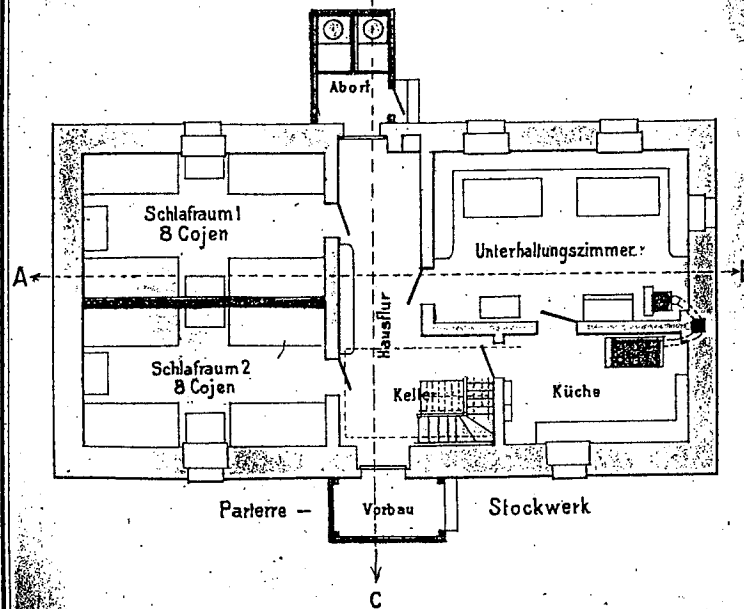 Abort
Schlafraum 1
8 Cojen
Unterhaltungszimmer
A
Hausflur
Schlafraum 2
8 Cojen
Keller
Küche
Parterre – Stockwerk
Vorbau
C